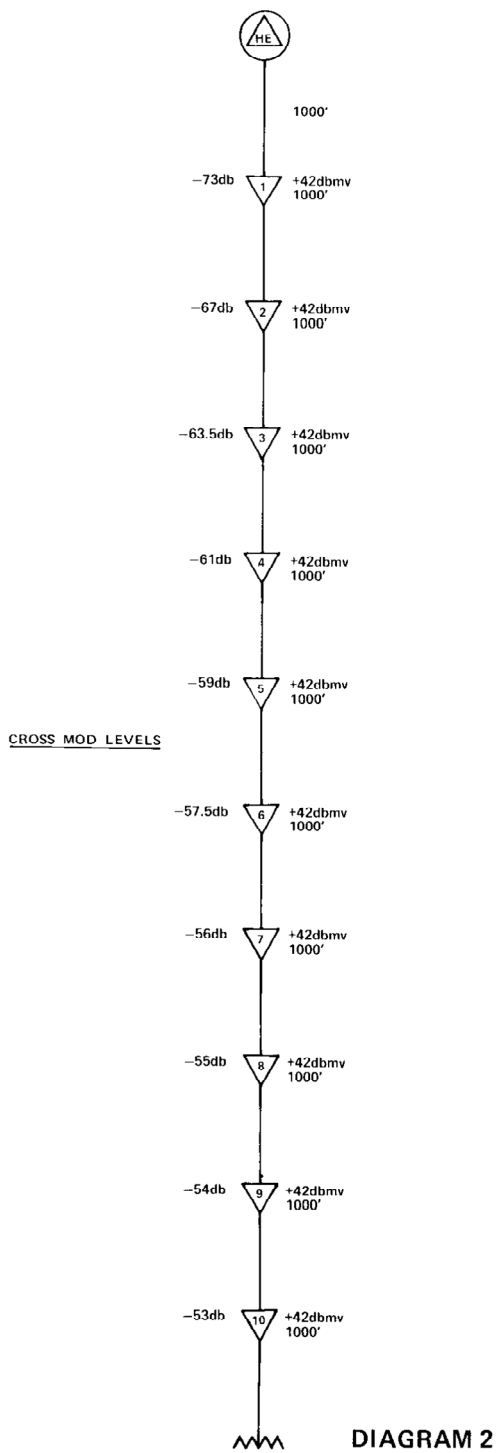 HE
1000'
−73db 1 +42dbmv
1000'
−67db 2 +42dbmv
1000'
−63.5db 3 +42dbmv
1000'
−61db 4 +42dbmv
1000'
−59db 5 +42dbmv
1000'
CROSS MOD LEVELS
−57.5db 6 +42dbmv
1000'
−56db 7 +42dbmv
1000'
−55db 8 +42dbmv
1000'
−54db 9 +42dbmv
1000'
−53db 10 +42dbmv
1000'
DIAGRAM 2